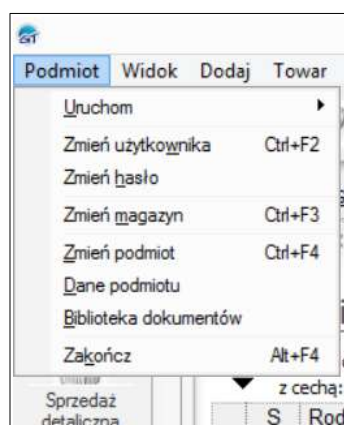 GT
Podmiot Widok Dodaj Towar
Uruchom
Zmień użytkownika Ctrl+F2
Zmień hasło
Zmień magazyn Ctrl+F3
Zmień podmiot Ctrl+F4
Dane podmiotu
Biblioteka dokumentów
Zakończ Alt+F4
z cechą:
Sprzedaż
detaliczna
S Rod